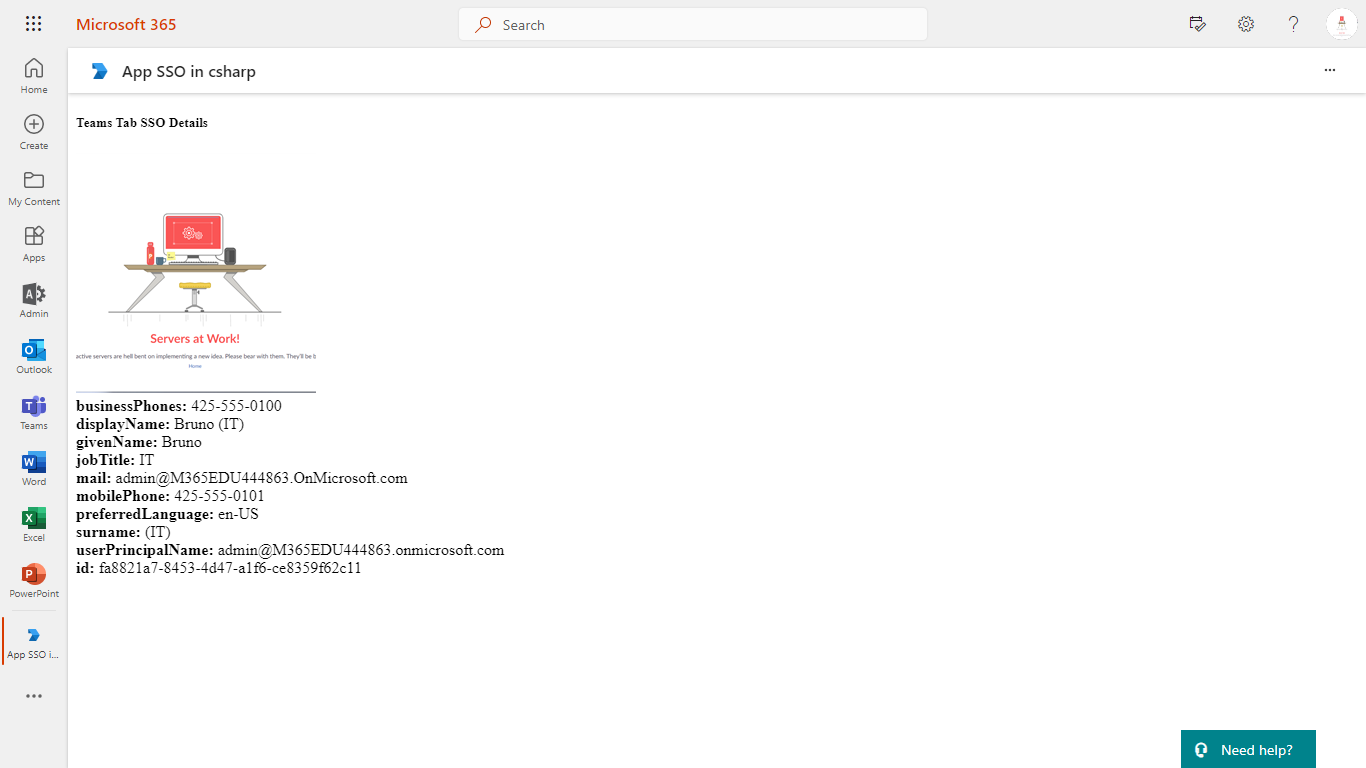 Microsoft 365
Search
?
App SSO in csharp
Home
Create
My Content
Apps
Admin
Outlook
Teams
Word
Excel
PowerPoint
App SSO i...
Teams Tab SSO Details
Servers at Work!
active servers are hell bent on implementing a new idea. Please bear with them. They'll be b
Home
businessPhones: 425-555-0100
displayName: Bruno (IT)
givenName: Bruno
jobTitle: IT
mail: admin@M365EDU444863.OnMicrosoft.com
mobilePhone: 425-555-0101
preferredLanguage: en-US
surname: (IT)
userPrincipalName: admin@M365EDU444863.onmicrosoft.com
id: fa8821a7-8453-4d47-a1f6-ce8359f62c11
Need help?